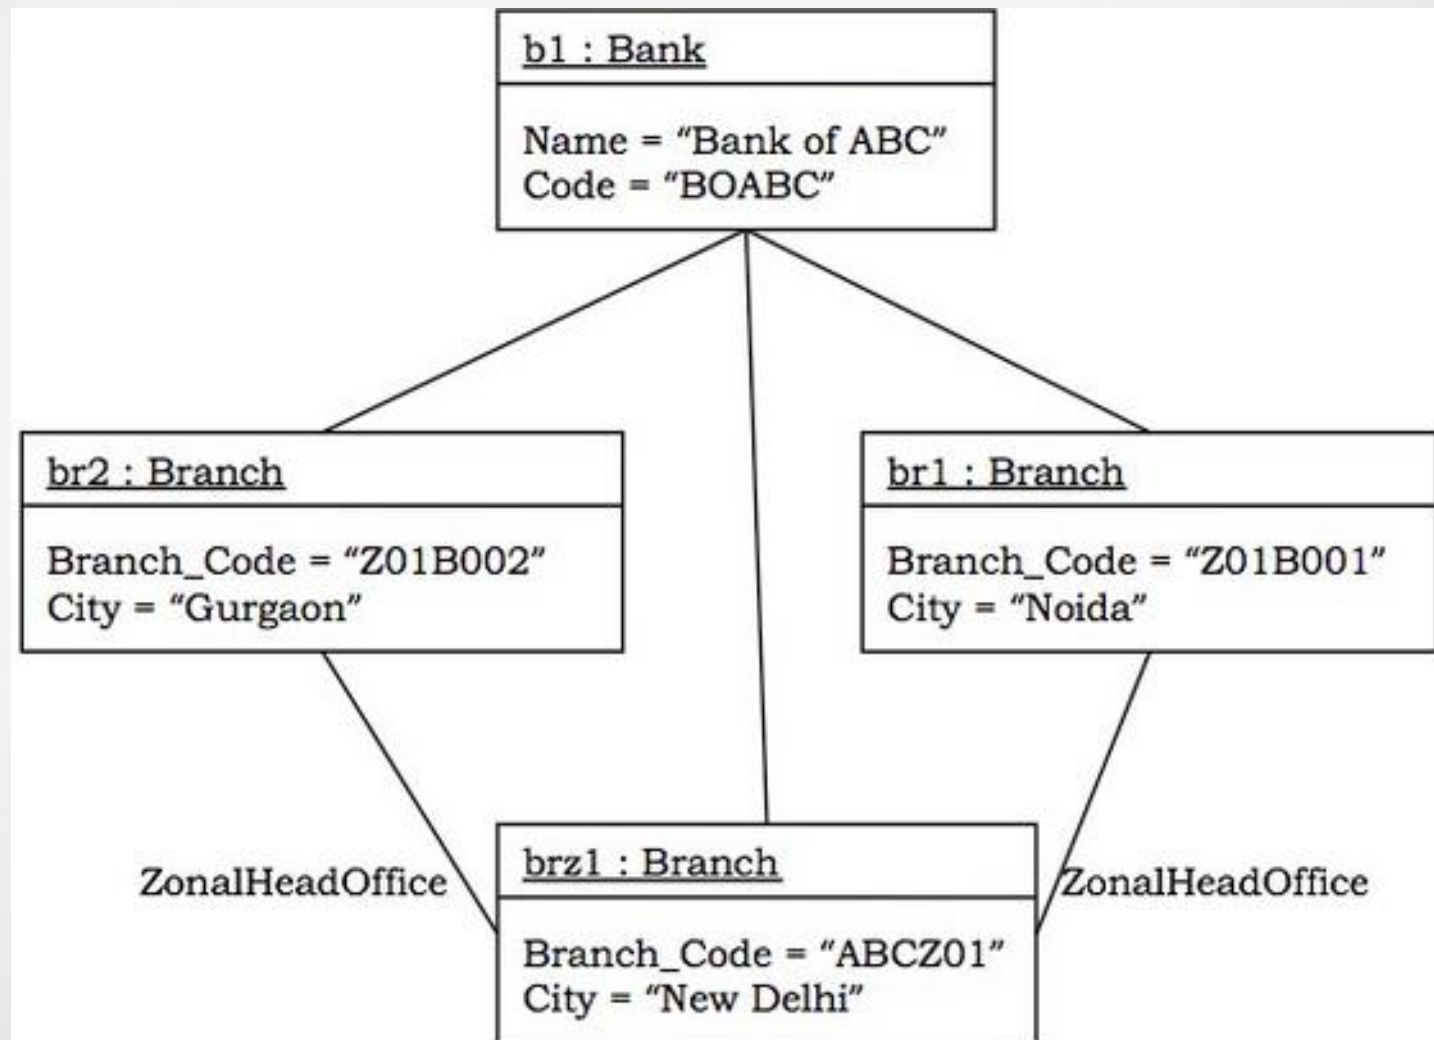 b1 : Bank
Name = “Bank of ABC”
Code = “BOABC”
br2 : Branch
Branch_Code = “Z01B002”
City = “Gurgaon”
br1 : Branch
Branch_Code = “Z01B001”
City = “Noida”
ZonalHeadOffice
brz1 : Branch
Branch_Code = “ABCZ01”
City = “New Delhi”
ZonalHeadOffice